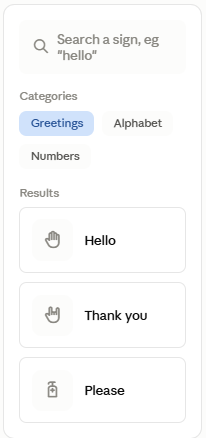 Search a sign, eg
"hello"
Categories
Greetings
Alphabet
Numbers
Results
Hello
Thank you
Please